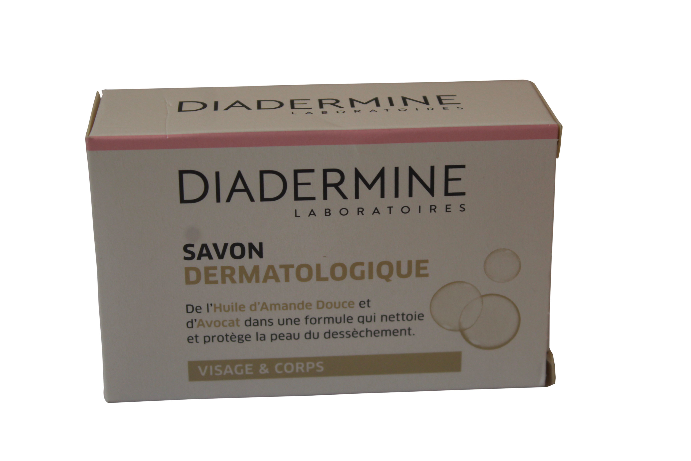 DIADERMINE
LABORATOIRES
DIADERMINE
LABORATOIRES
SAVON
DERMATOLOGIQUE
De l'Huile d'Amande Douce et
d'Avocat dans une formule qui nettoie
et protège la peau du dessèchement.
VISAGE & CORPS